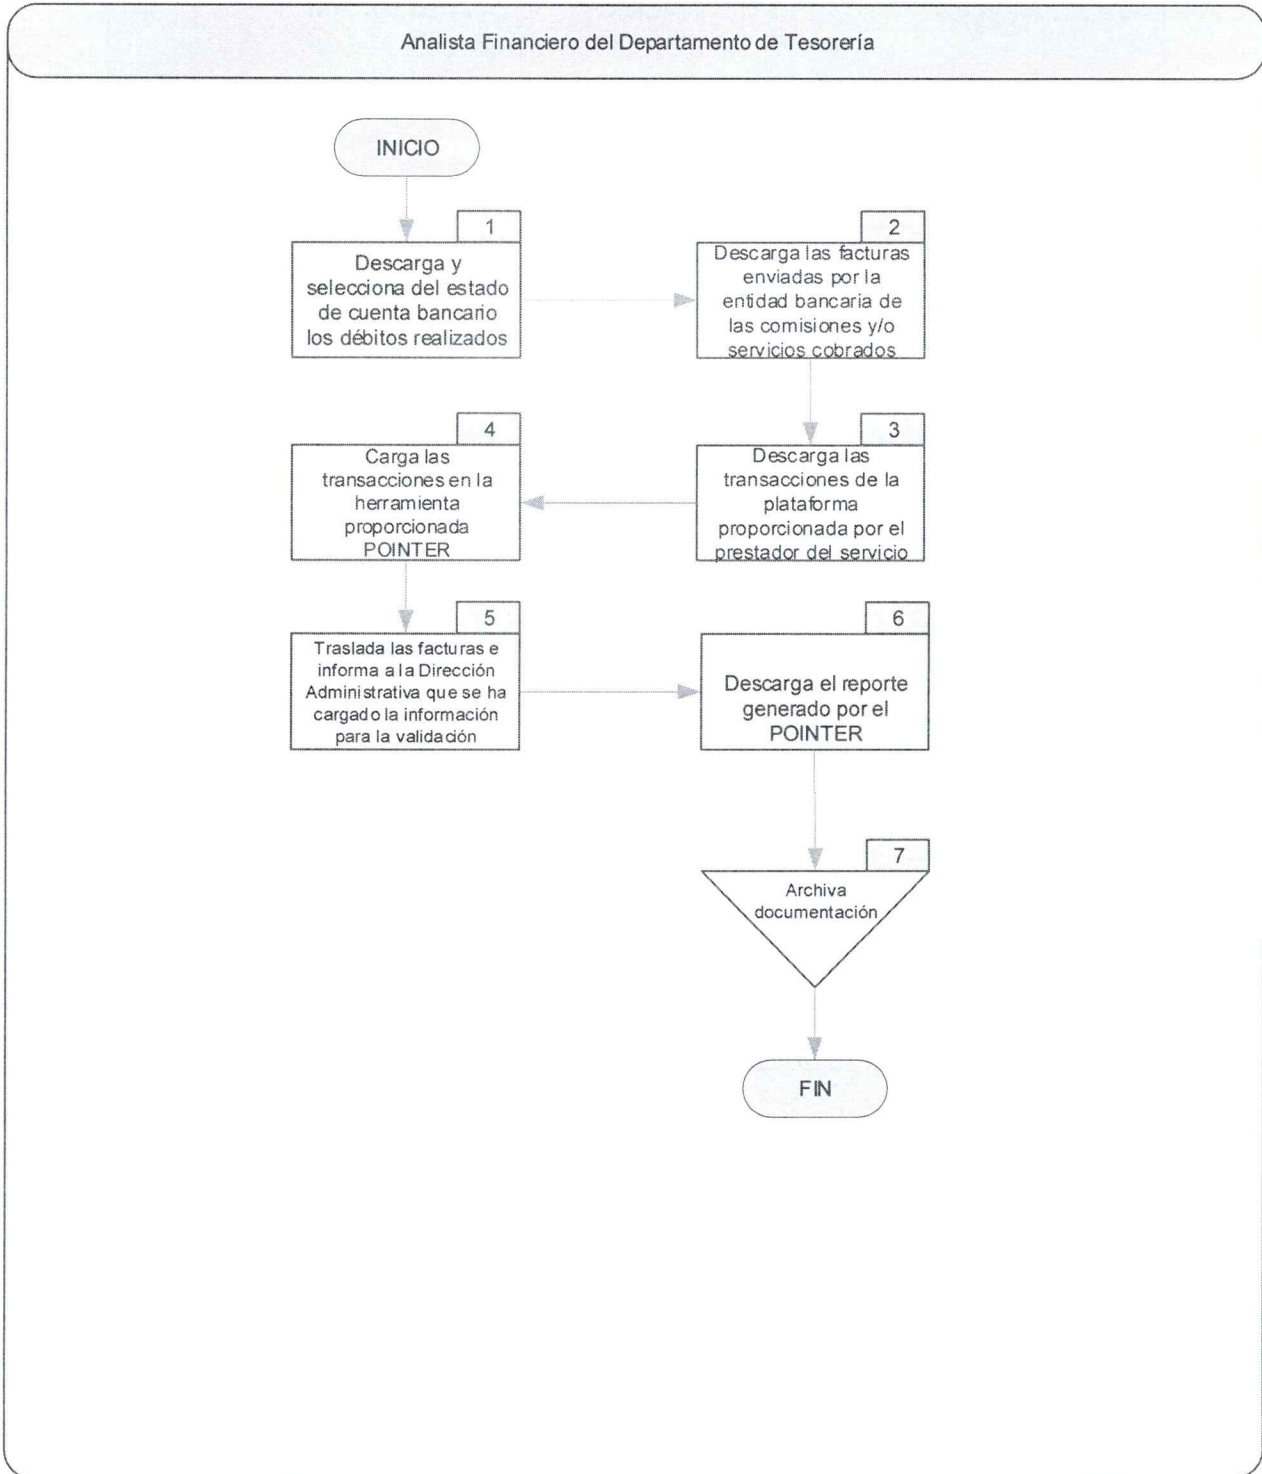 Analista Financiero del Departamento de Tesorería
INICIO
1
Descarga y
selecciona del estado
de cuenta bancario
los débitos realizados
2
Descarga las facturas
enviadas por la
entidad bancaria de
las comisiones y/o
servicios cobrados
3
Descarga las
transacciones de la
plataforma
proporcionada por el
prestador del servicio
4
Carga las
transacciones en la
herramienta
proporcionada
POINTER
5
Traslada las facturas e
informa a la Dirección
Administrativa que se ha
cargado la información
para la validación
6
Descarga el reporte
generado por el
POINTER
7
Archiva
documentación
FIN